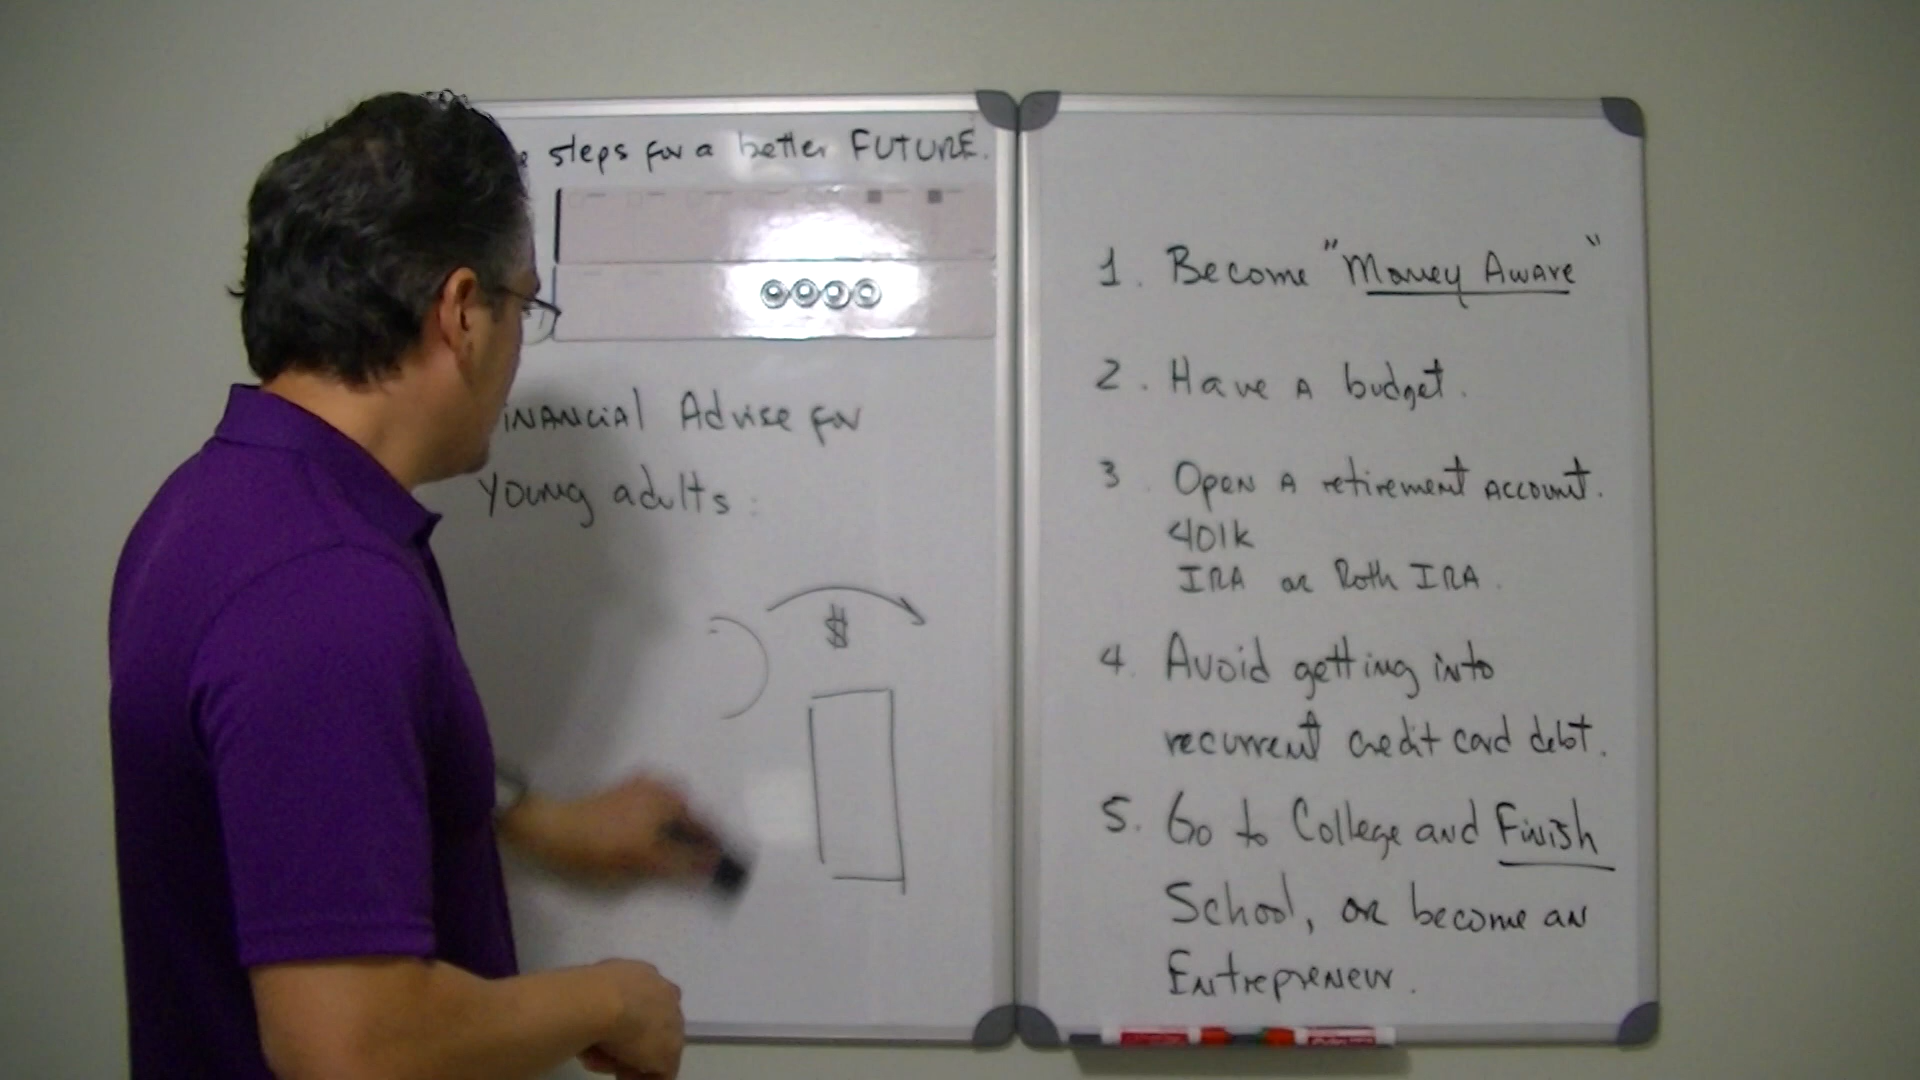 steps for a better FUTURE.
Financial Advise for
Young adults:
$
1. Become "Money Aware"
2. Have a budget.
3. Open a retirement account.
401k
IRA or Roth IRA.
4. Avoid getting into
recurrent credit card debt.
5. Go to College and Finish
School, or become an
Entrepreneur.